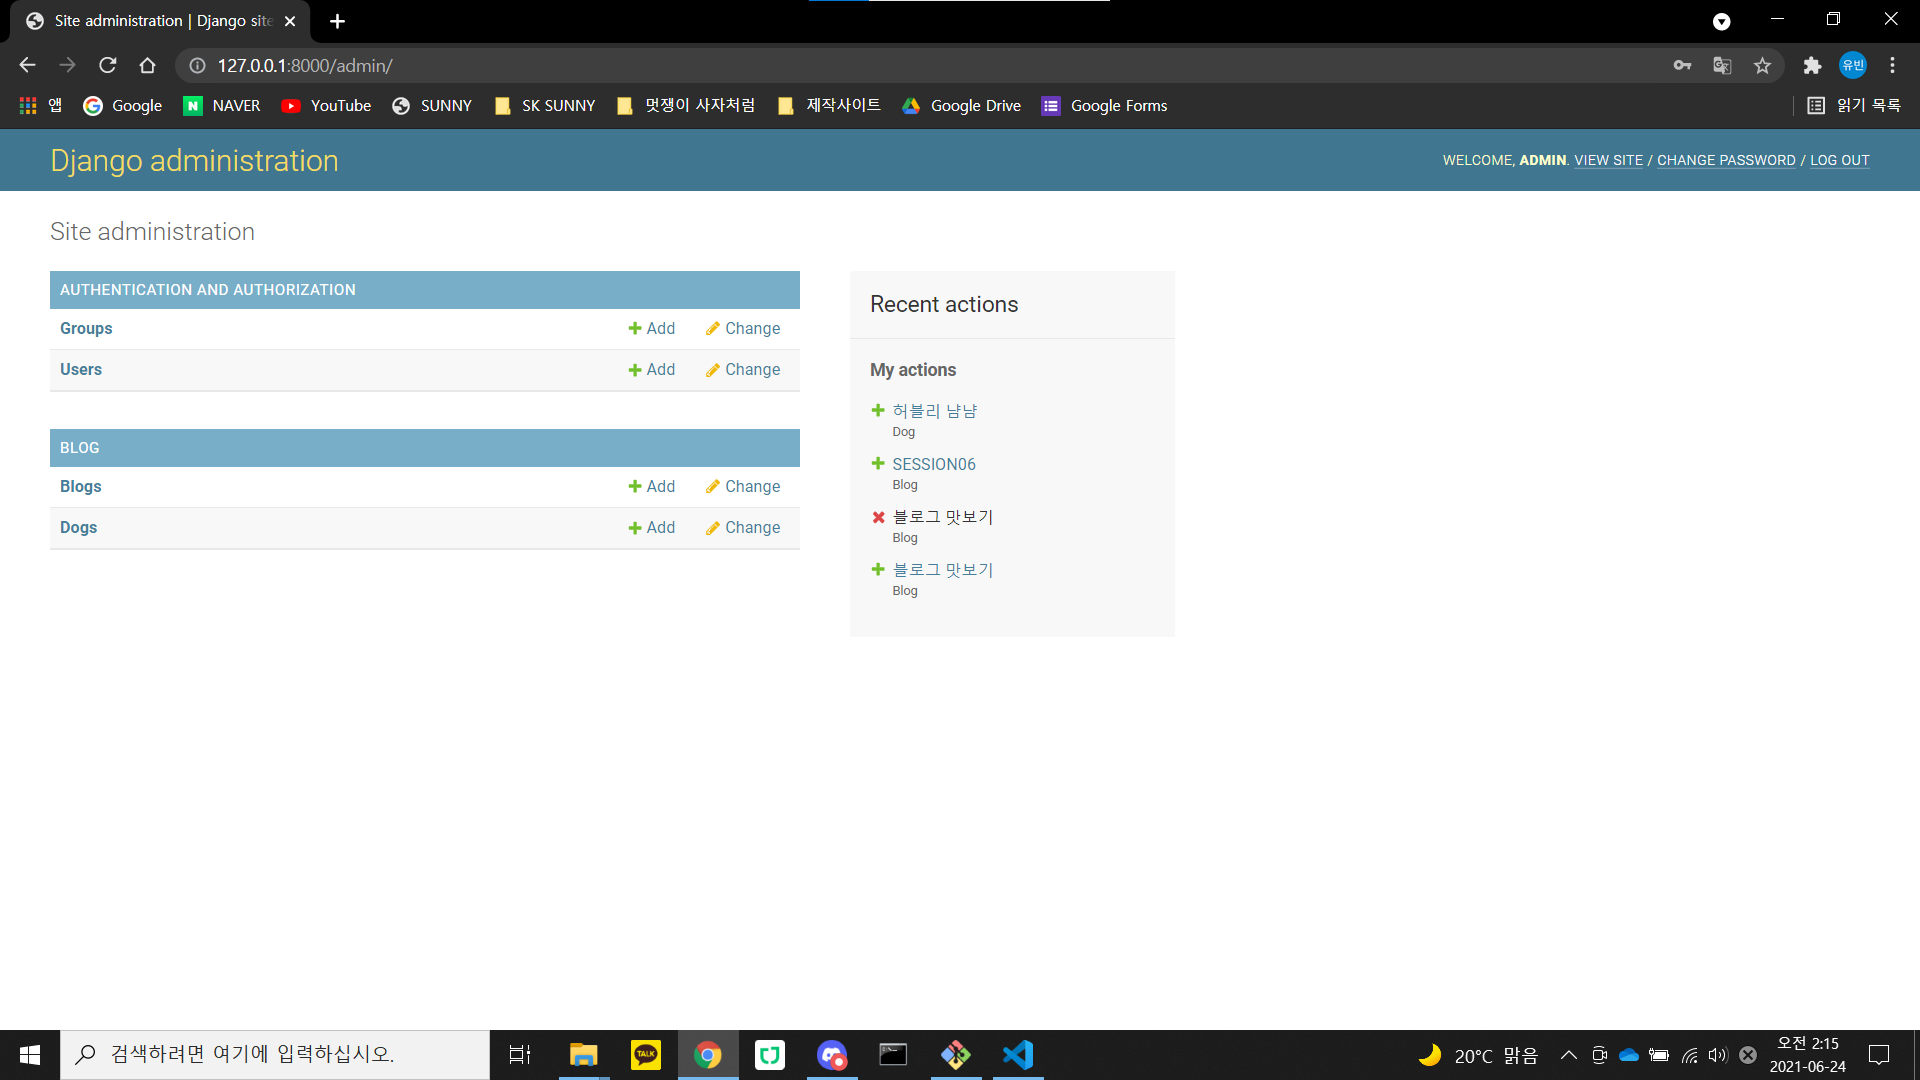 Site administration | Django site
127.0.0.1:8000/admin/
유빈
앱
Google
NAVER
YouTube
SUNNY
SK SUNNY
멋쟁이 사자처럼
제작사이트
Google Drive
Google Forms
읽기 목록
Django administration
WELCOME, ADMIN. VIEW SITE / CHANGE PASSWORD / LOG OUT
Site administration
AUTHENTICATION AND AUTHORIZATION
Groups Add Change
Users Add Change
BLOG
Blogs Add Change
Dogs Add Change
Recent actions
My actions
허블리 냠냠
Dog
SESSION06
Blog
블로그 맛보기
Blog
블로그 맛보기
Blog
검색하려면 여기에 입력하십시오.
TALK
20°C 맑음
오전 2:15
2021-06-24